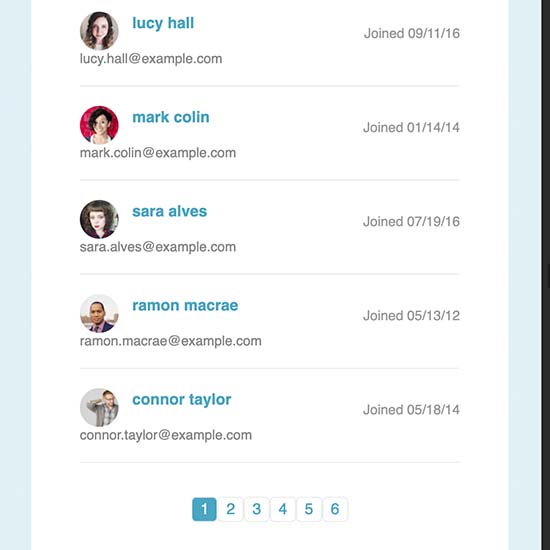 lucy hall
Joined 09/11/16
lucy.hall@example.com
mark colin
Joined 01/14/14
mark.colin@example.com
sara alves
Joined 07/19/16
sara.alves@example.com
ramon macrae
Joined 05/13/12
ramon.macrae@example.com
connor taylor
Joined 05/18/14
connor.taylor@example.com
1 2 3 4 5 6